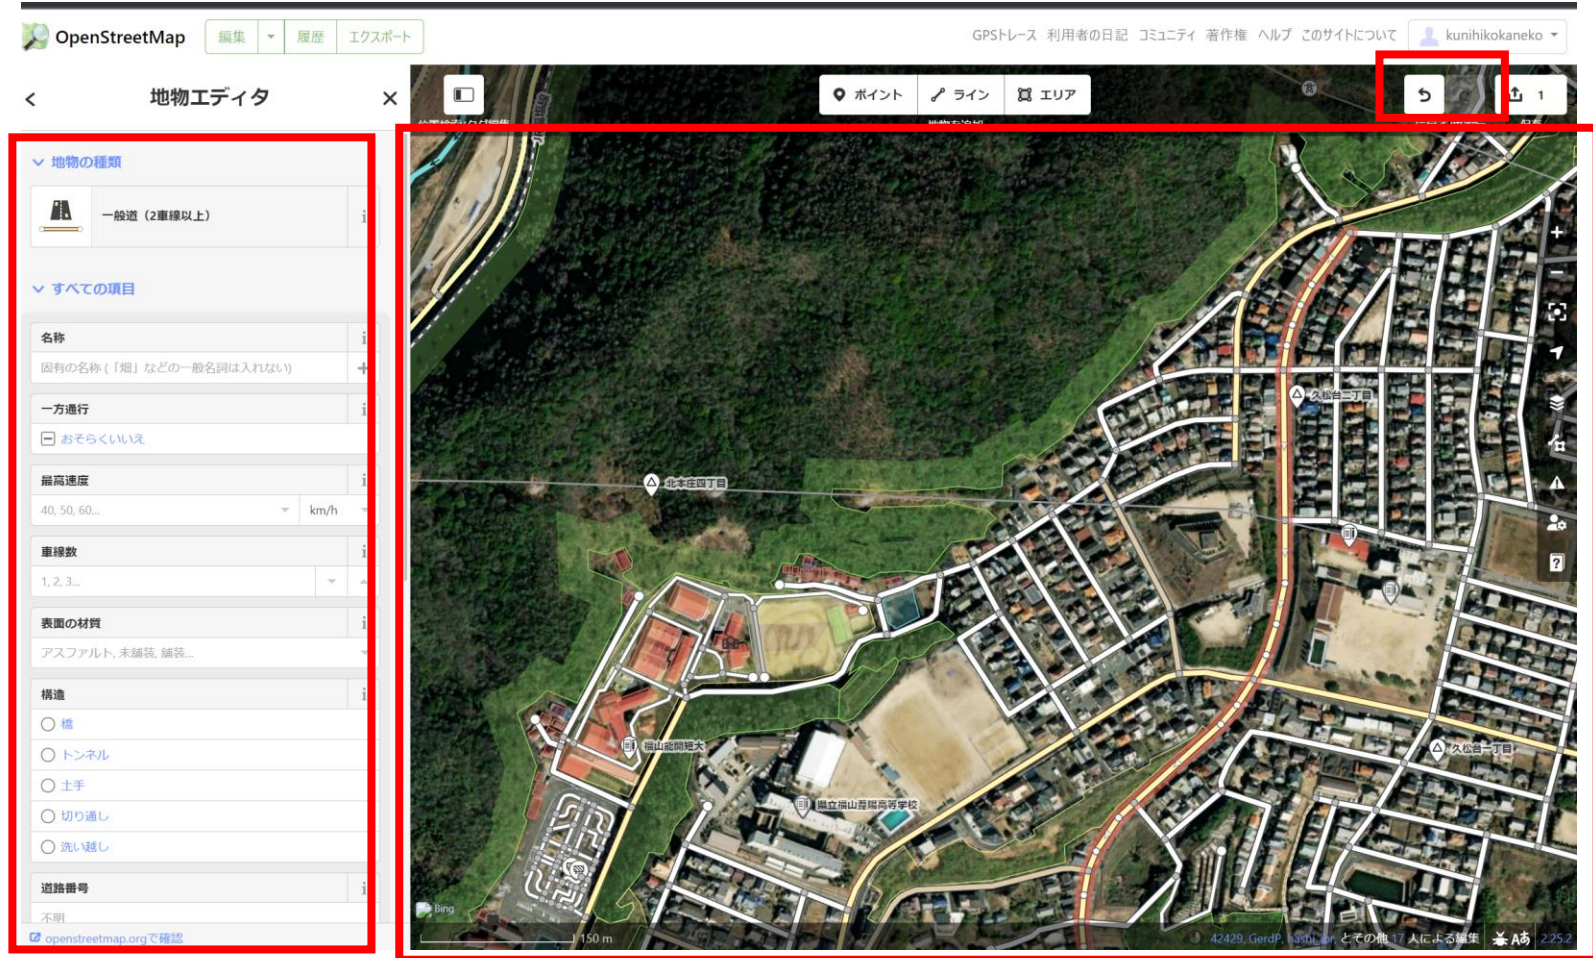 OpenStreetMap
編集
履歴
エクスポート
GPSトレース 利用者の日記 コミュニティ 著作権 ヘルプ このサイトについて
kunihikokaneko
地物エディタ
ポイント
ライン
エリア
1
地物の種類
一般道（2車線以上）
すべての項目
名称
固有の名称 (「畑」などの一般名詞は入れない)
一方通行
おそらくいいえ
最高速度
40, 50, 60...
km/h
車線数
1, 2, 3...
表面の材質
アスファルト, 未舗装, 舗装...
構造
橋
トンネル
土手
切り通し
洗い越し
道路番号
不明
openstreetmap.orgで確認
久松台二丁目
北本庄四丁目
福山能開短大
県立福山葦陽高等学校
久松台一丁目
Bing
150 m
42429, GerdP, hashi_jpr, とその他 17 人による編集
Aあ
2.25.2